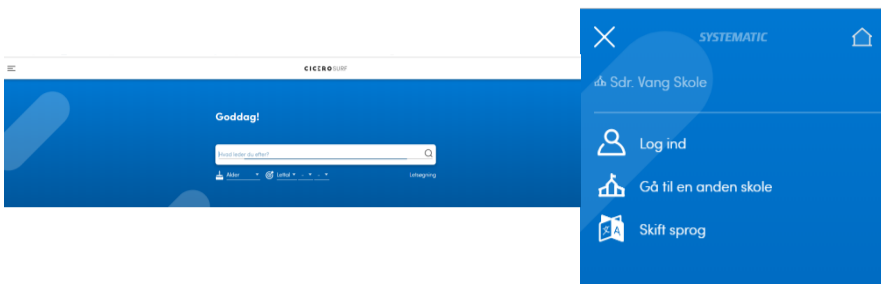 CICEROSURF
Goddag!
Hvad leder du efter?
Alder
Lettal
-
-
Letsøgning
SYSTEMATIC
Sdr. Vang Skole
Log ind
Gå til en anden skole
Skift sprog